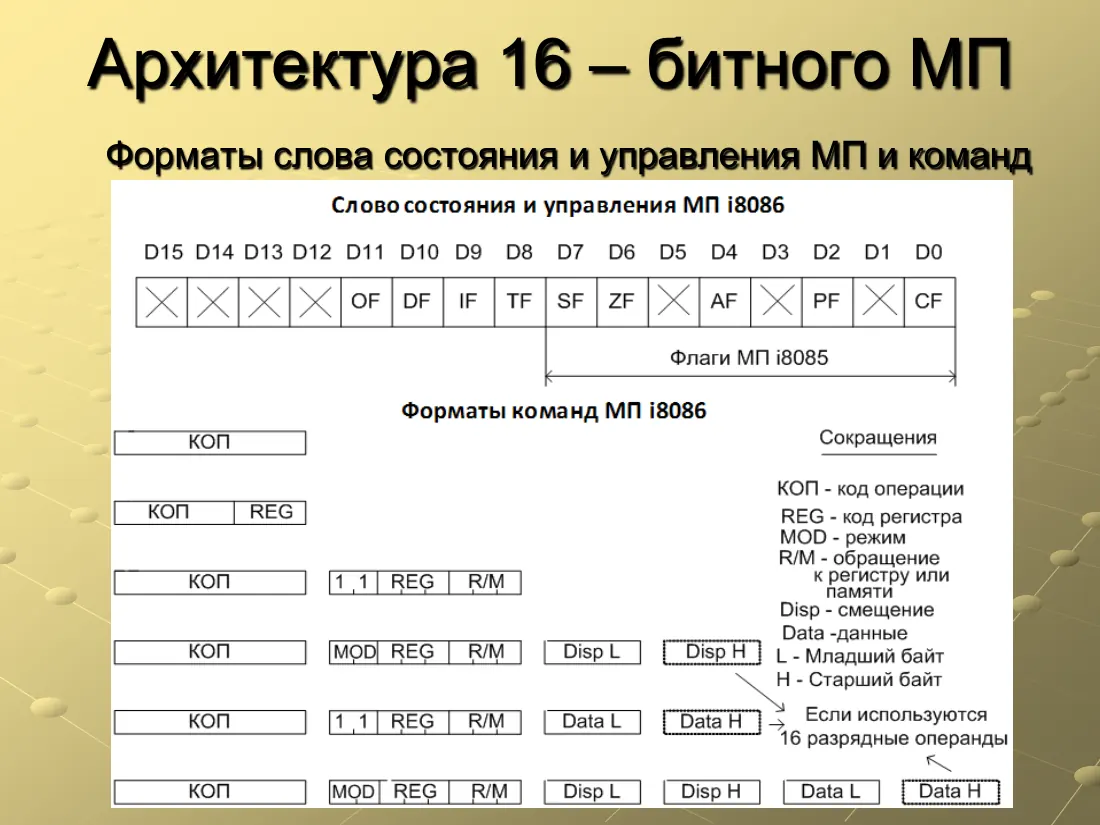 Архитектура 16 – битного МП
Форматы слова состояния и управления МП и команд
Слово состояния и управления МП i8086
D15 D14 D13 D12 D11 D10 D9 D8 D7 D6 D5 D4 D3 D2 D1 D0
OF DF IF TF SF ZF AF PF CF
Флаги МП i8085
Форматы команд МП i8086
КОП
КОП REG
КОП 1 1 REG R/M
КОП MOD REG R/M Disp L Disp H
КОП 1 1 REG R/M Data L Data H
КОП MOD REG R/M Disp L Disp H Data L Data H
Сокращения
КОП - код операции
REG - код регистра
MOD - режим
R/M - обращение
к регистру или
памяти
Disp - смещение
Data -данные
L - Младший байт
H - Старший байт
Если используются
16 разрядные операнды